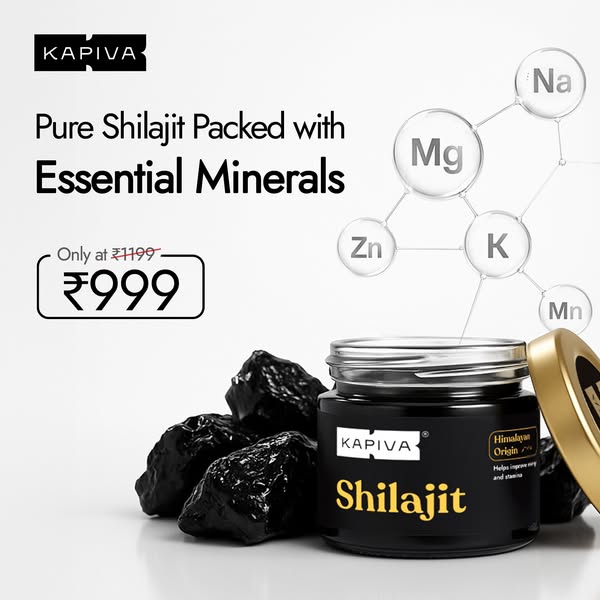 KAPIVA
Pure Shilajit Packed with
Essential Minerals
Only at ₹1199
₹999
Na
Mg
Zn
K
Mn
KAPIVA®
Himalayan
Origin
Helps improve energy
and stamina
Shilajit